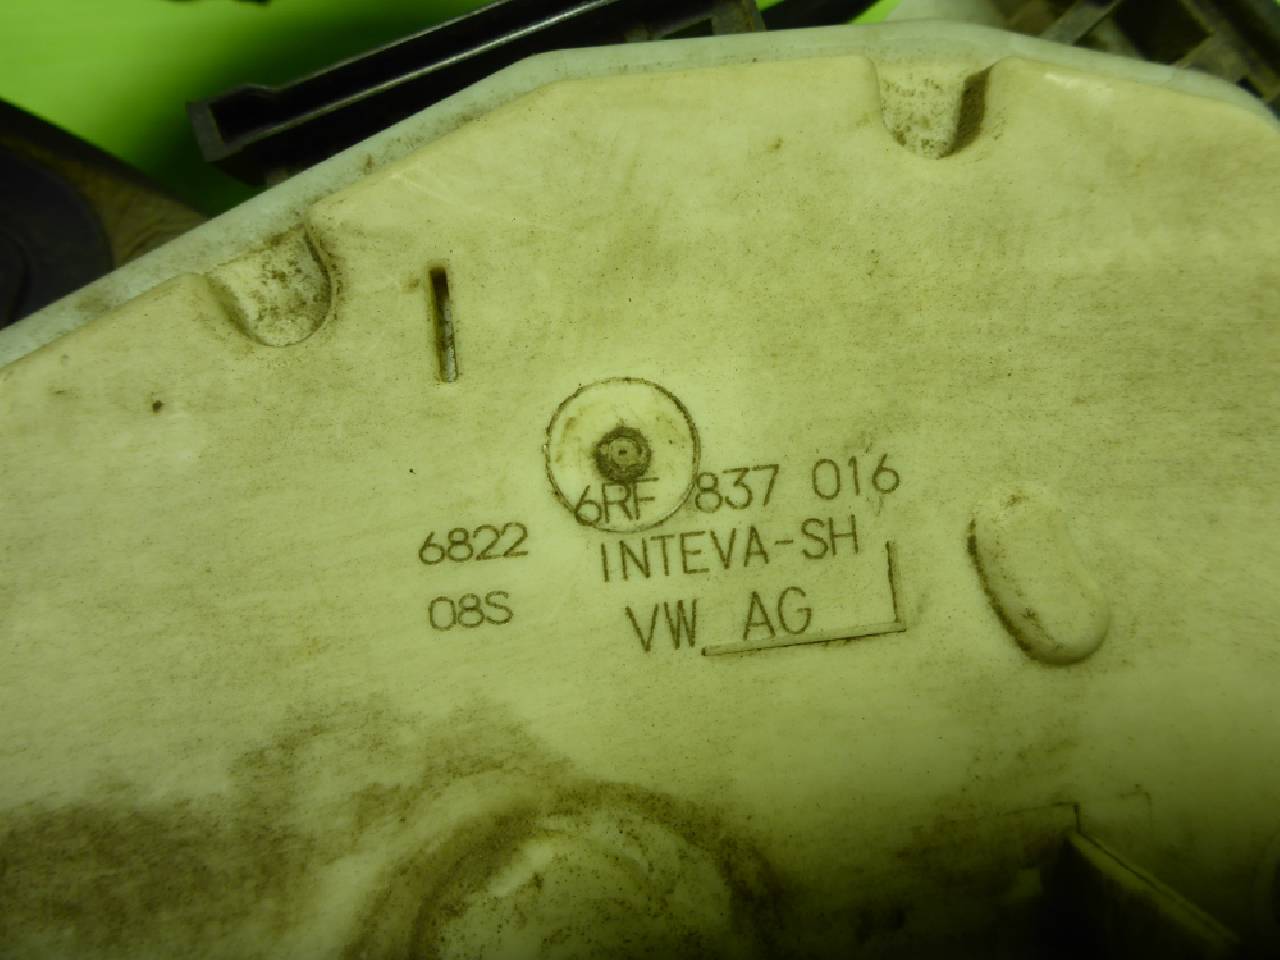 6RF 837 016
6822 INTEVA-SH
08S VW AG